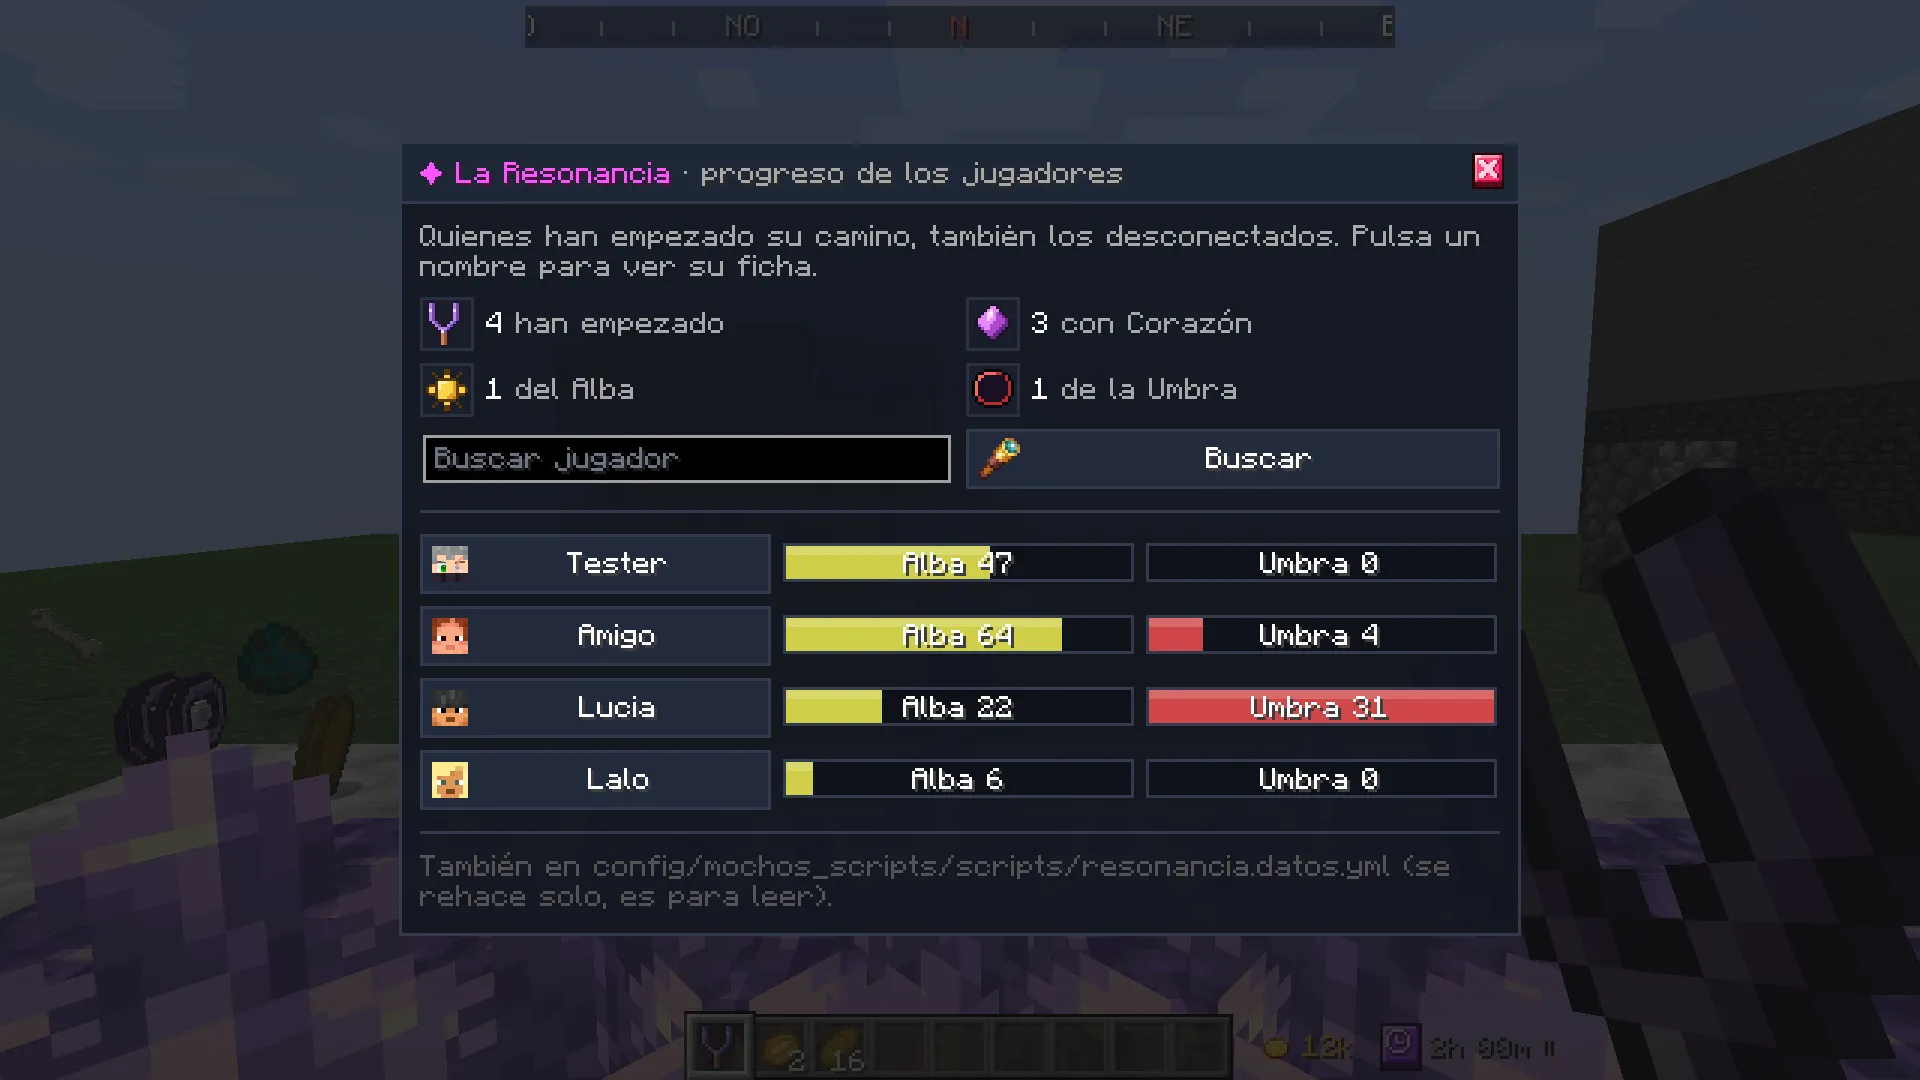 NO N NE E
✦ La Resonancia · progreso de los jugadores
Quienes han empezado su camino, también los desconectados. Pulsa un
nombre para ver su ficha.
4 han empezado
3 con Corazón
1 del Alba
1 de la Umbra
Buscar jugador
Buscar
Tester Alba 47 Umbra 0
Amigo Alba 64 Umbra 4
Lucia Alba 22 Umbra 31
Lalo Alba 6 Umbra 0
También en config/mochos_scripts/scripts/resonancia.datos.yml (se
rehace solo, es para leer).
2 16 12k